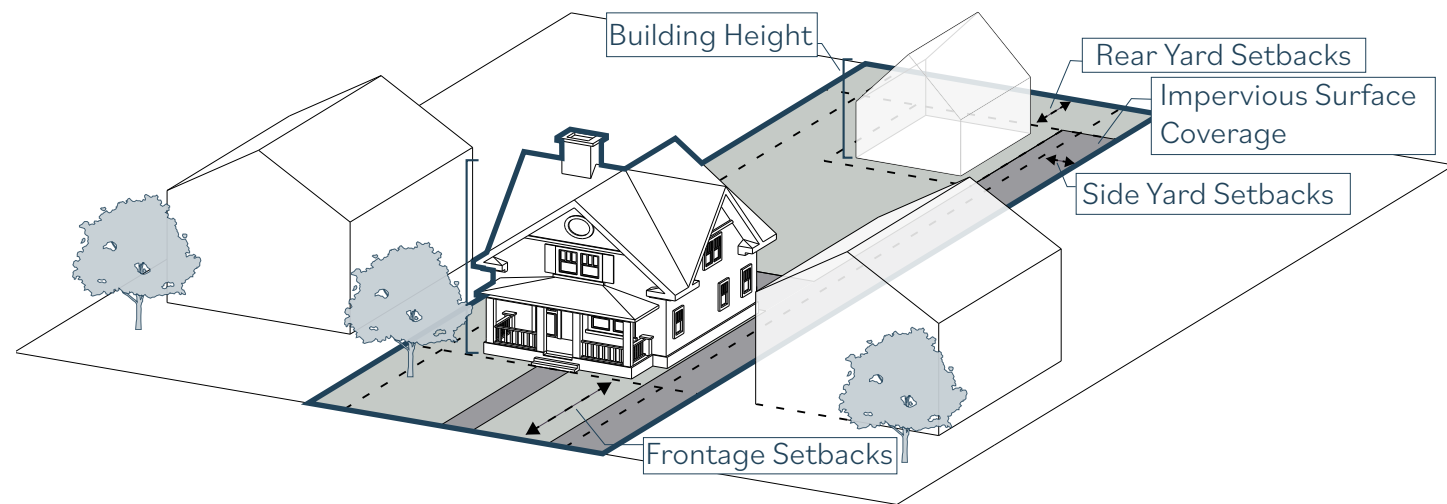 Building Height
Rear Yard Setbacks
Impervious Surface
Coverage
Side Yard Setbacks
Frontage Setbacks